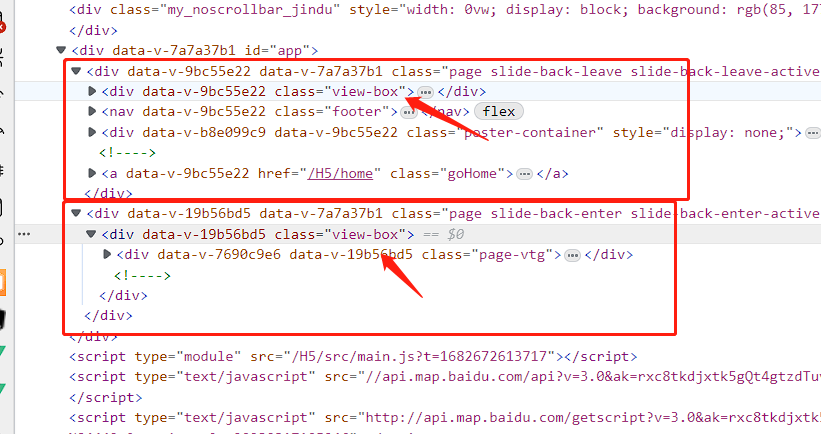 <div class="my_noscrollbar_jindu" style="width: 0vw; display: block; background: rgb(85, 17
</div>
<div data-v-7a7a37b1 id="app">
<div data-v-9bc55e22 data-v-7a7a37b1 class="page slide-back-leave slide-back-leave-active
<div data-v-9bc55e22 class="view-box"> ⋯ </div>
<nav data-v-9bc55e22 class="footer"> ⋯ </nav> flex
<div data-v-b8e099c9 data-v-9bc55e22 class="poster-container" style="display: none;"> ⋯
<!---->
<a data-v-9bc55e22 href="/H5/home" class="goHome"> ⋯ </a>
</div>
<div data-v-19b56bd5 data-v-7a7a37b1 class="page slide-back-enter slide-back-enter-active
⋯ <div data-v-19b56bd5 class="view-box"> == $0
<div data-v-7690c9e6 data-v-19b56bd5 class="page-vtg"> ⋯ </div>
<!---->
</div>
</div>
</div>
<script type="module" src="/H5/src/main.js?t=1682672613717"></script>
<script type="text/javascript" src="//api.map.baidu.com/api?v=3.0&ak=rxc8tkdjxtk5gQt4gtzdTu
</script>
<script type="text/javascript" src="http://api.map.baidu.com/getscript?v=3.0&ak=rxc8tkdjx